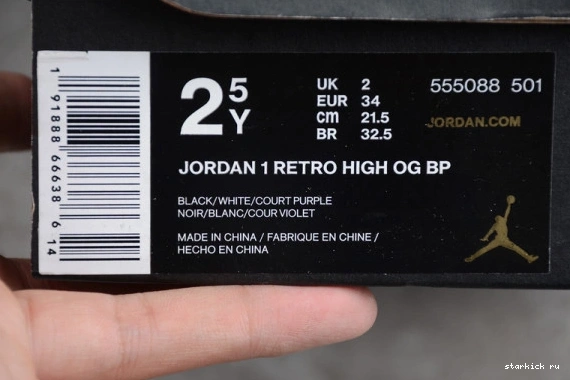 1 91888 66638 6 14
2 5 Y
UK 2
EUR 34
cm 21.5
BR 32.5
555088 501
JORDAN.COM
JORDAN 1 RETRO HIGH OG BP
BLACK/WHITE/COURT PURPLE
NOIR/BLANC/COUR VIOLET
MADE IN CHINA / FABRIQUE EN CHINE /
HECHO EN CHINA
starkick ru